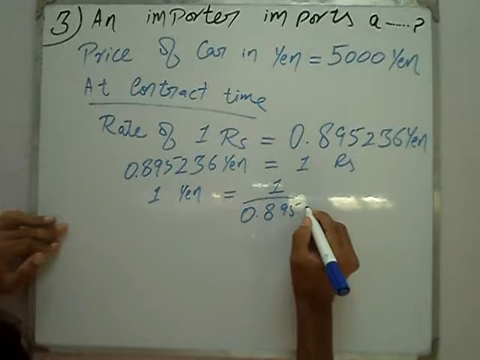 3) An importer imports a ----- ?
Price of Car in Yen = 5000 Yen
At Contract time
Rate of 1 Rs = 0.895236 Yen
0.895236 Yen = 1 Rs
1 Yen = 1
0.895